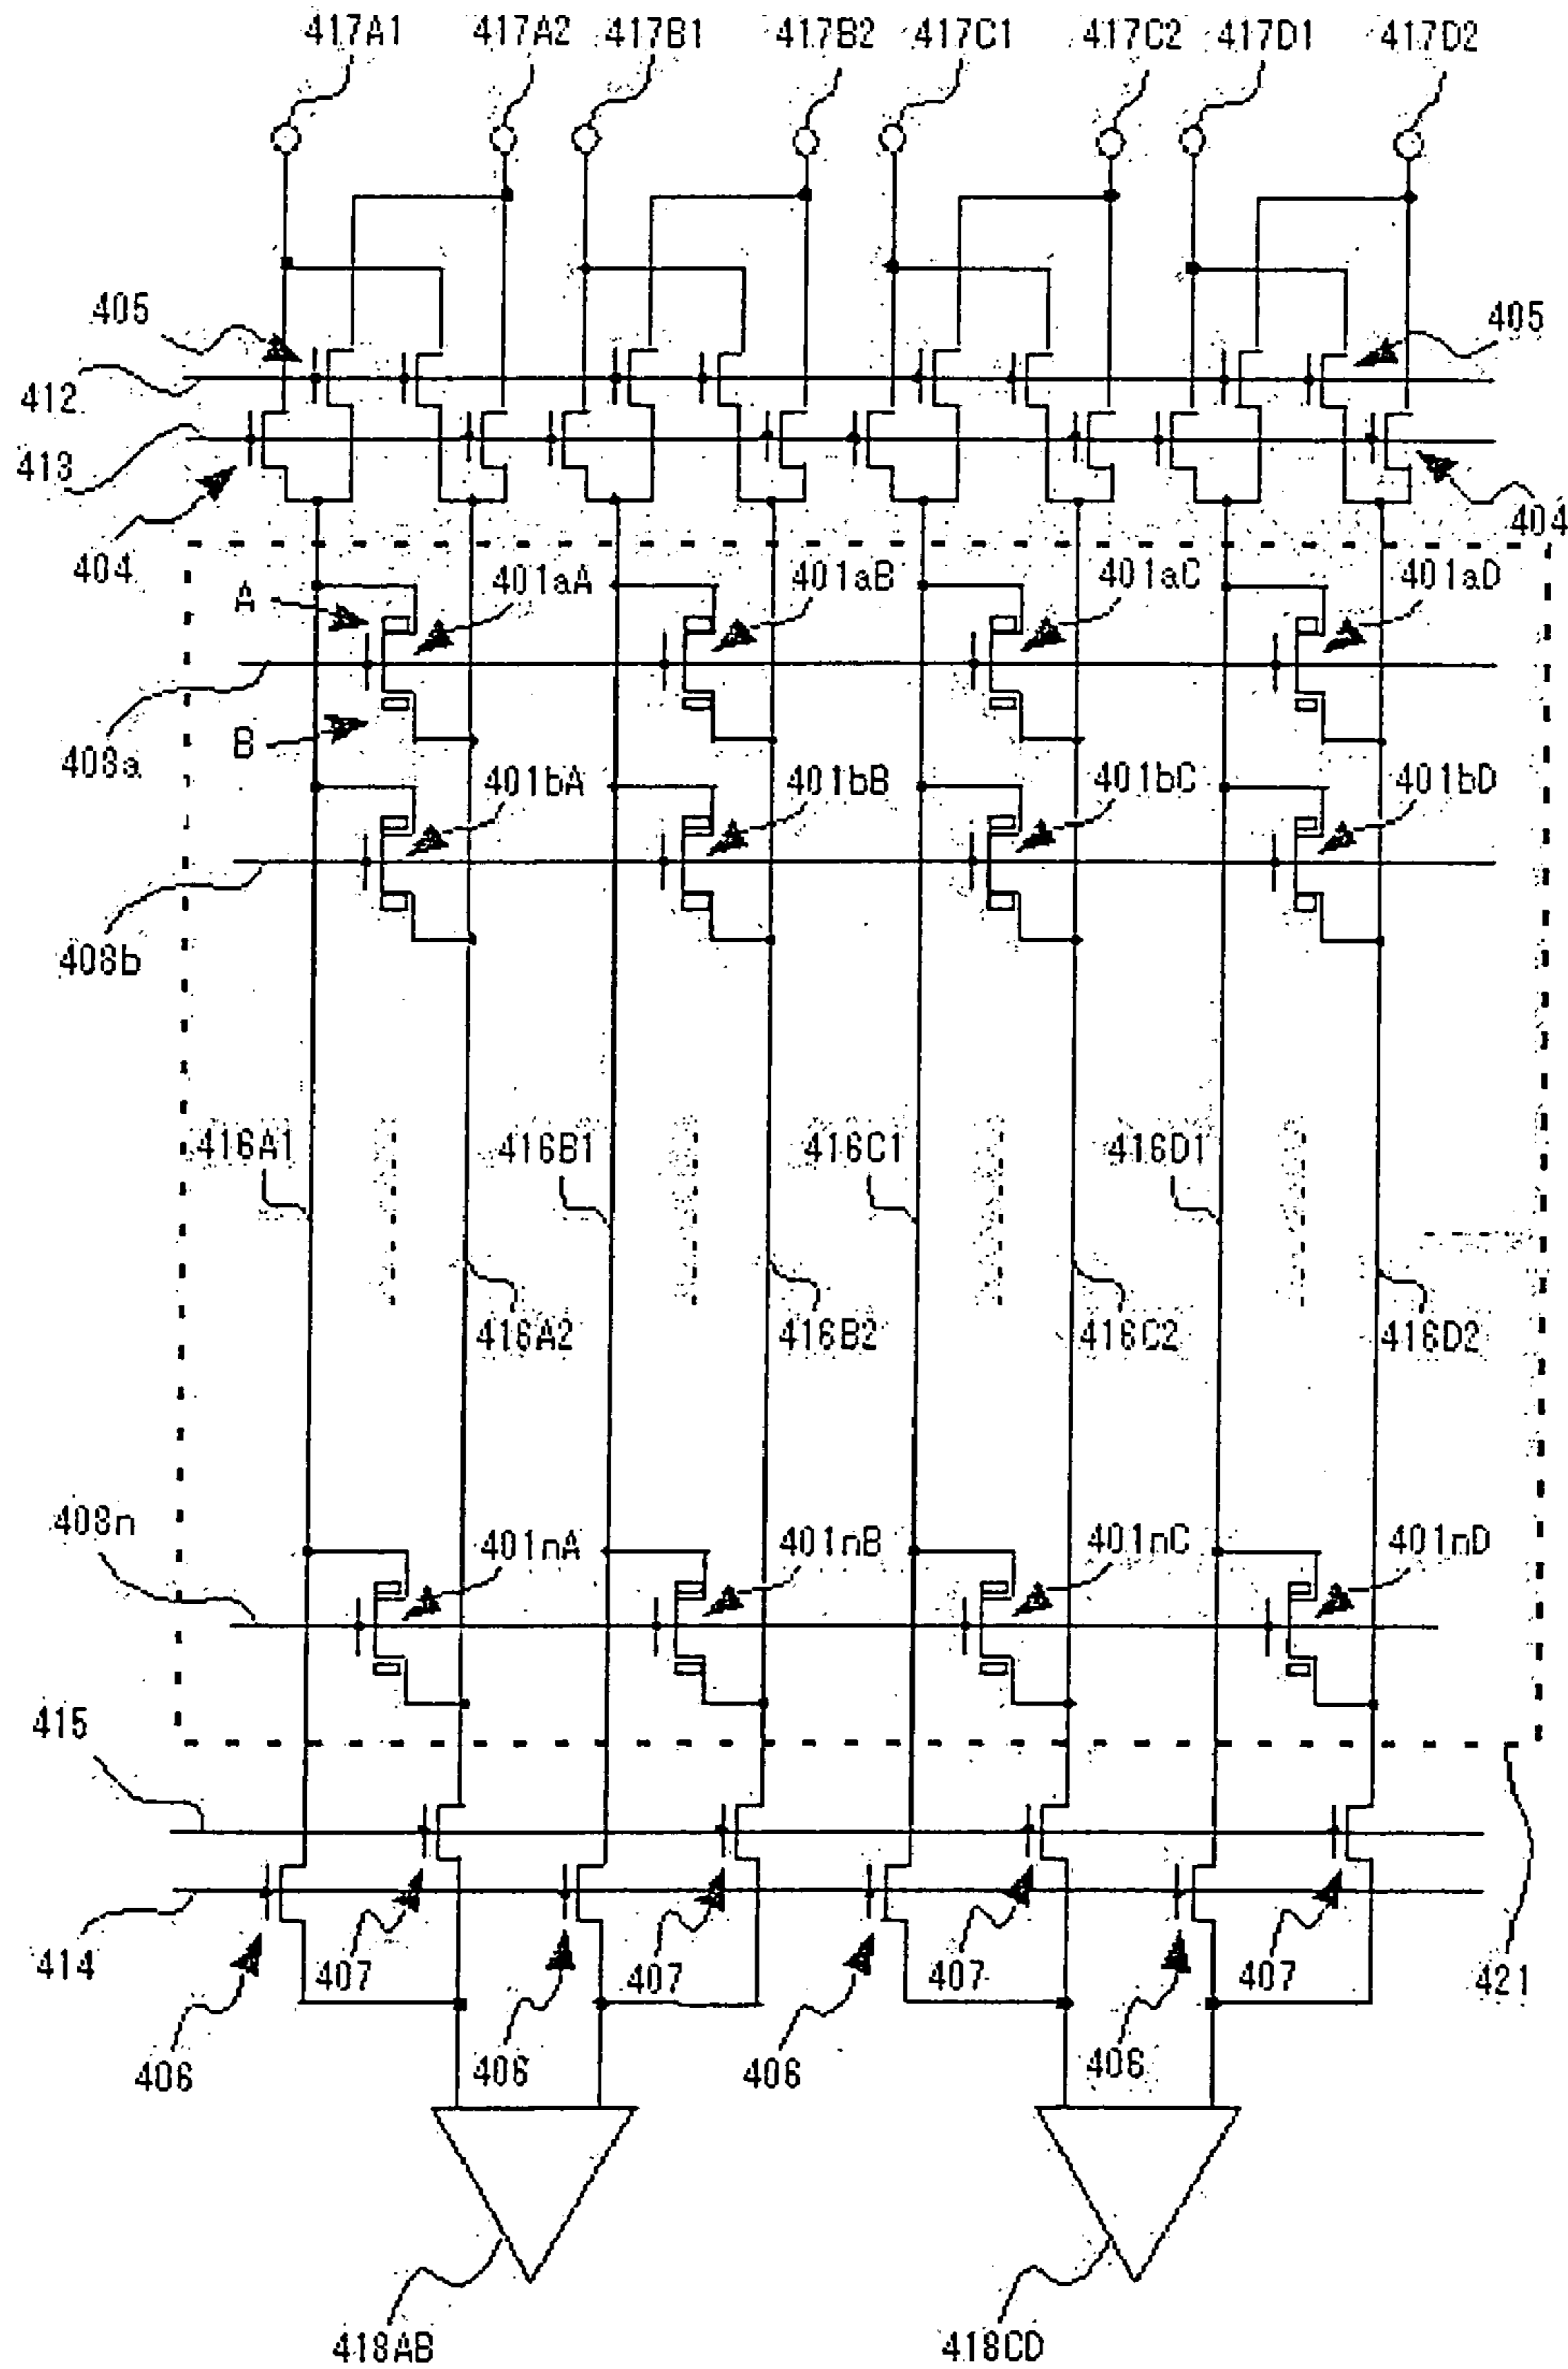 417A1 417A2 417B1 417B2 417C1 417C2 417D1 417D2
405 405
412
413
404 404
A 401aA 401aB 401aC 401aD
408a B
401bA 401bB 401bC 401bD
408b
416A1 416B1 416C1 416D1
416A2 416B2 416C2 416D2
408n 401nA 401nB 401nC 401nD
415
414 407 407 407 407 421
406 406 406 406
418AB 418CD